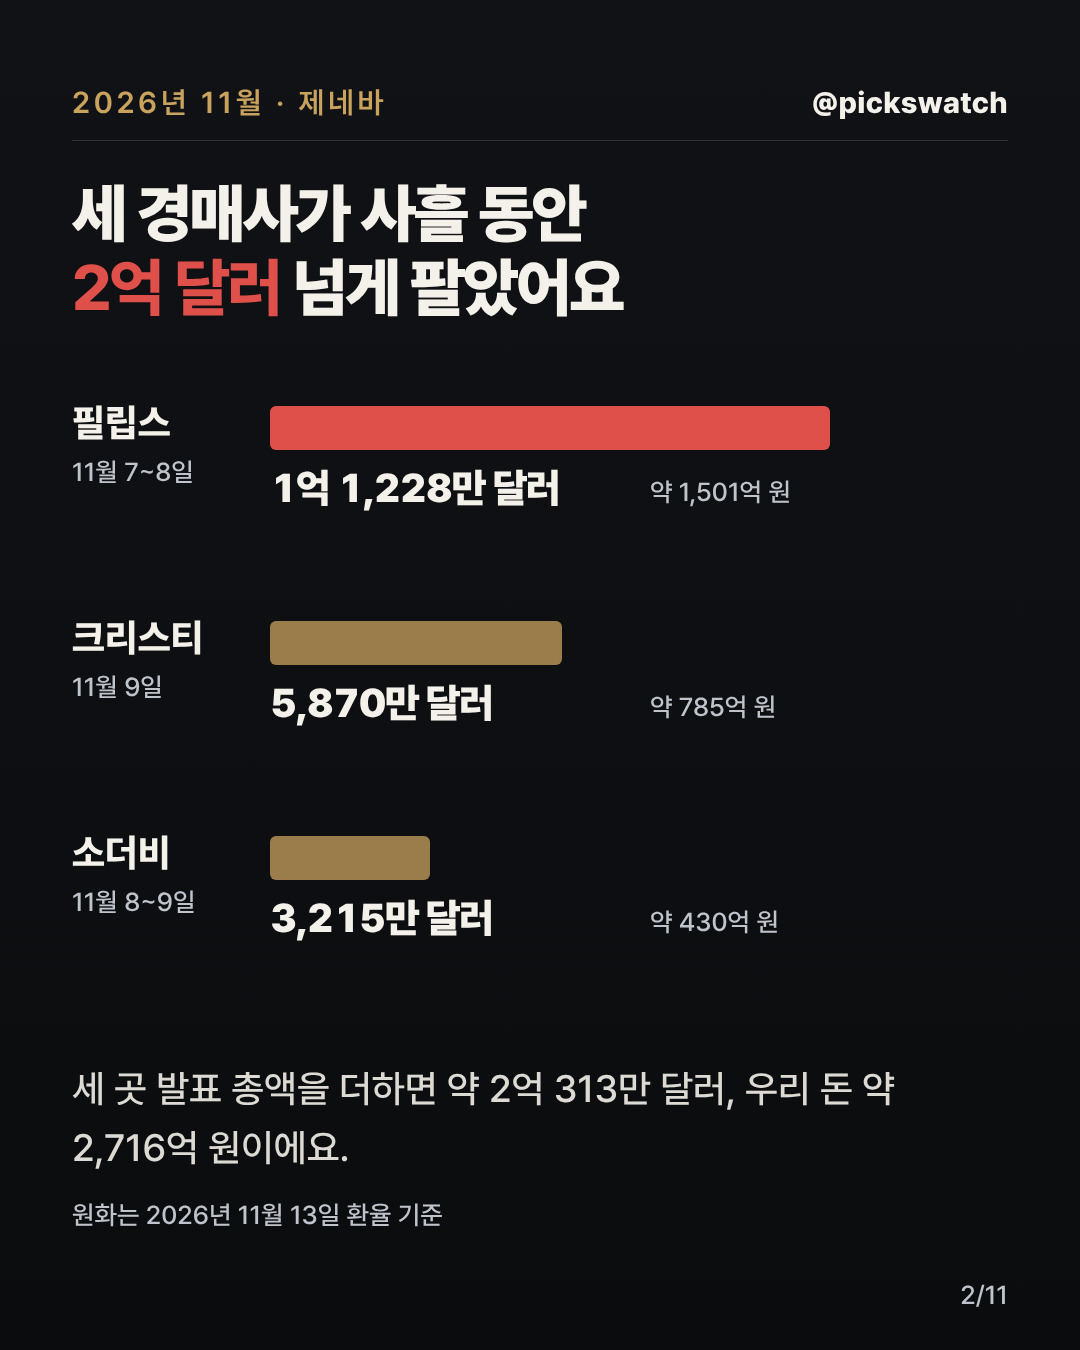 2026년 11월 · 제네바
@pickswatch
세 경매사가 사흘 동안
2억 달러 넘게 팔았어요
필립스
11월 7~8일
1억 1,228만 달러
약 1,501억 원
크리스티
11월 9일
5,870만 달러
약 785억 원
소더비
11월 8~9일
3,215만 달러
약 430억 원
세 곳 발표 총액을 더하면 약 2억 313만 달러, 우리 돈 약
2,716억 원이에요.
원화는 2026년 11월 13일 환율 기준
2/11